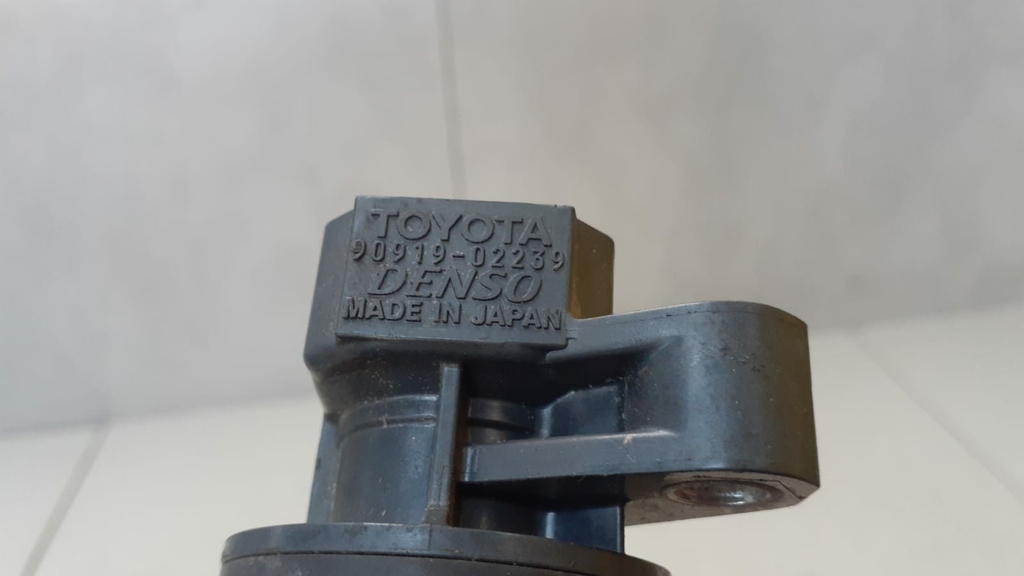 TOYOTA
90919-02239
DENSO
MADE IN JAPAN